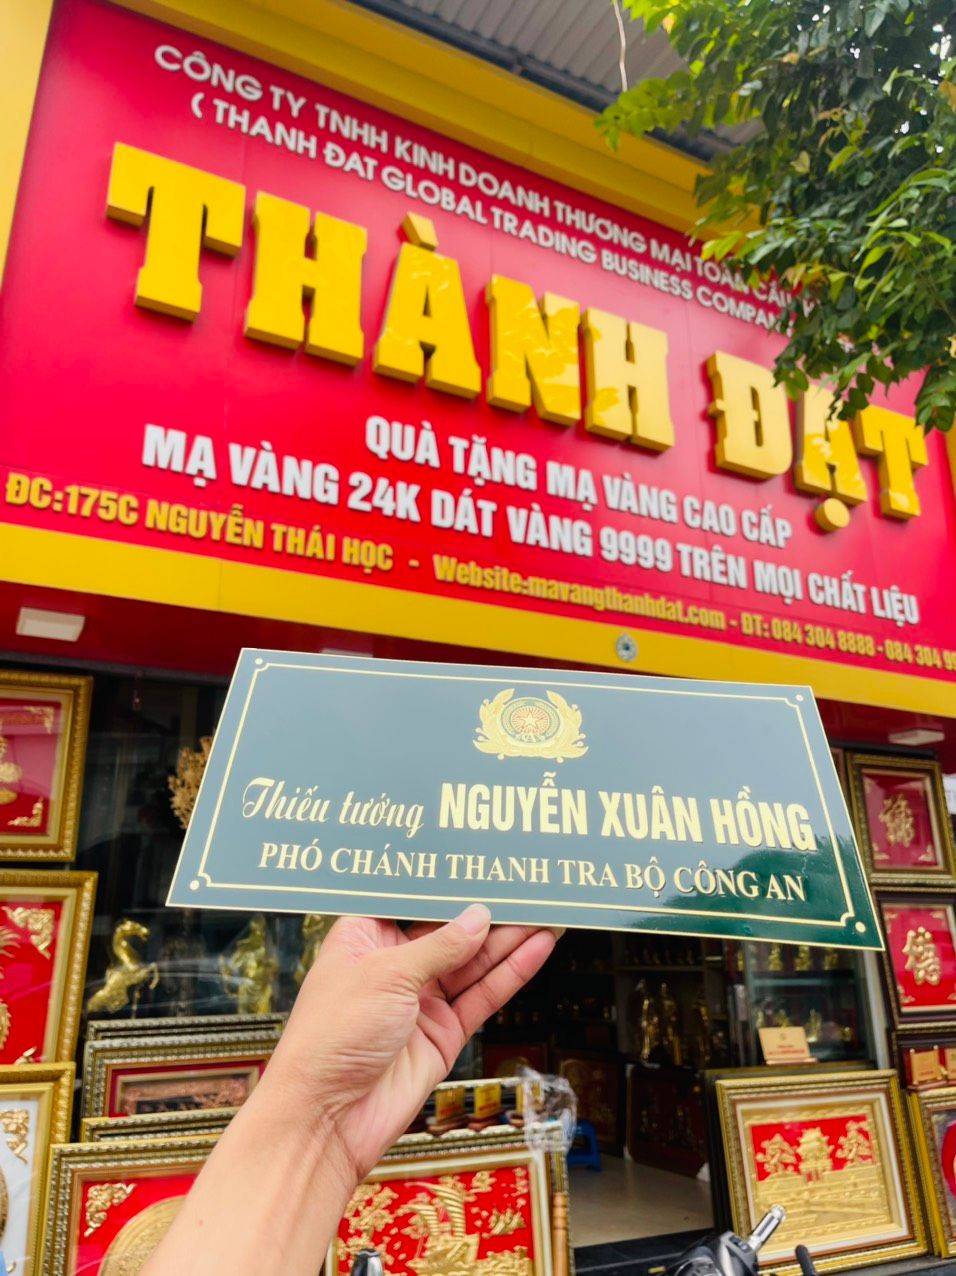 CÔNG TY TNHH KINH DOANH THƯƠNG MẠI TOÀN CẦU
( THANH ĐAT GLOBAL TRADING BUSINESS COMPANY
THÀNH ĐẠT
QUÀ TẶNG MẠ VÀNG CAO CẤP
MẠ VÀNG 24K DÁT VÀNG 9999 TRÊN MỌI CHẤT LIỆU
ĐC:175C NGUYỄN THÁI HỌC - Website:mavangthanhdat.com - ĐT: 084 304 8888 - 084 304
Thiếu tướng NGUYỄN XUÂN HỒNG
PHÓ CHÁNH THANH TRA BỘ CÔNG AN